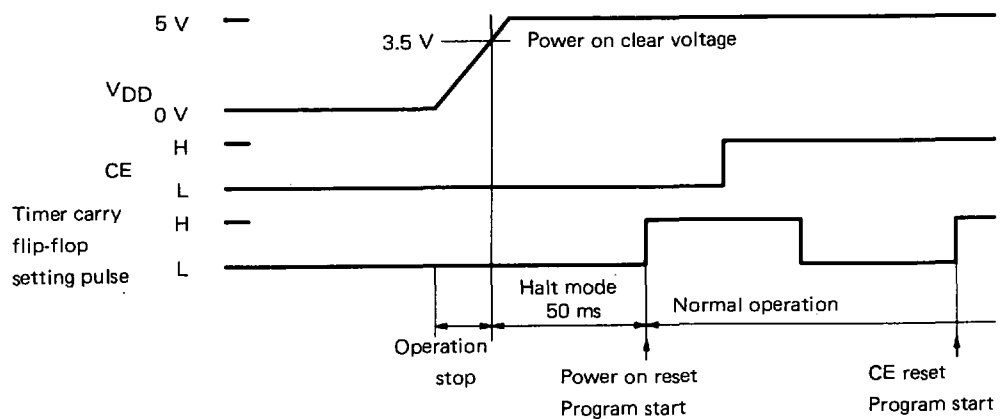 5 V
3.5 V
Power on clear voltage
VDD
0 V
H
CE
L
Timer carry
flip-flop
setting pulse
H
L
Halt mode
50 ms
Normal operation
Operation
stop
Power on reset
Program start
CE reset
Program start